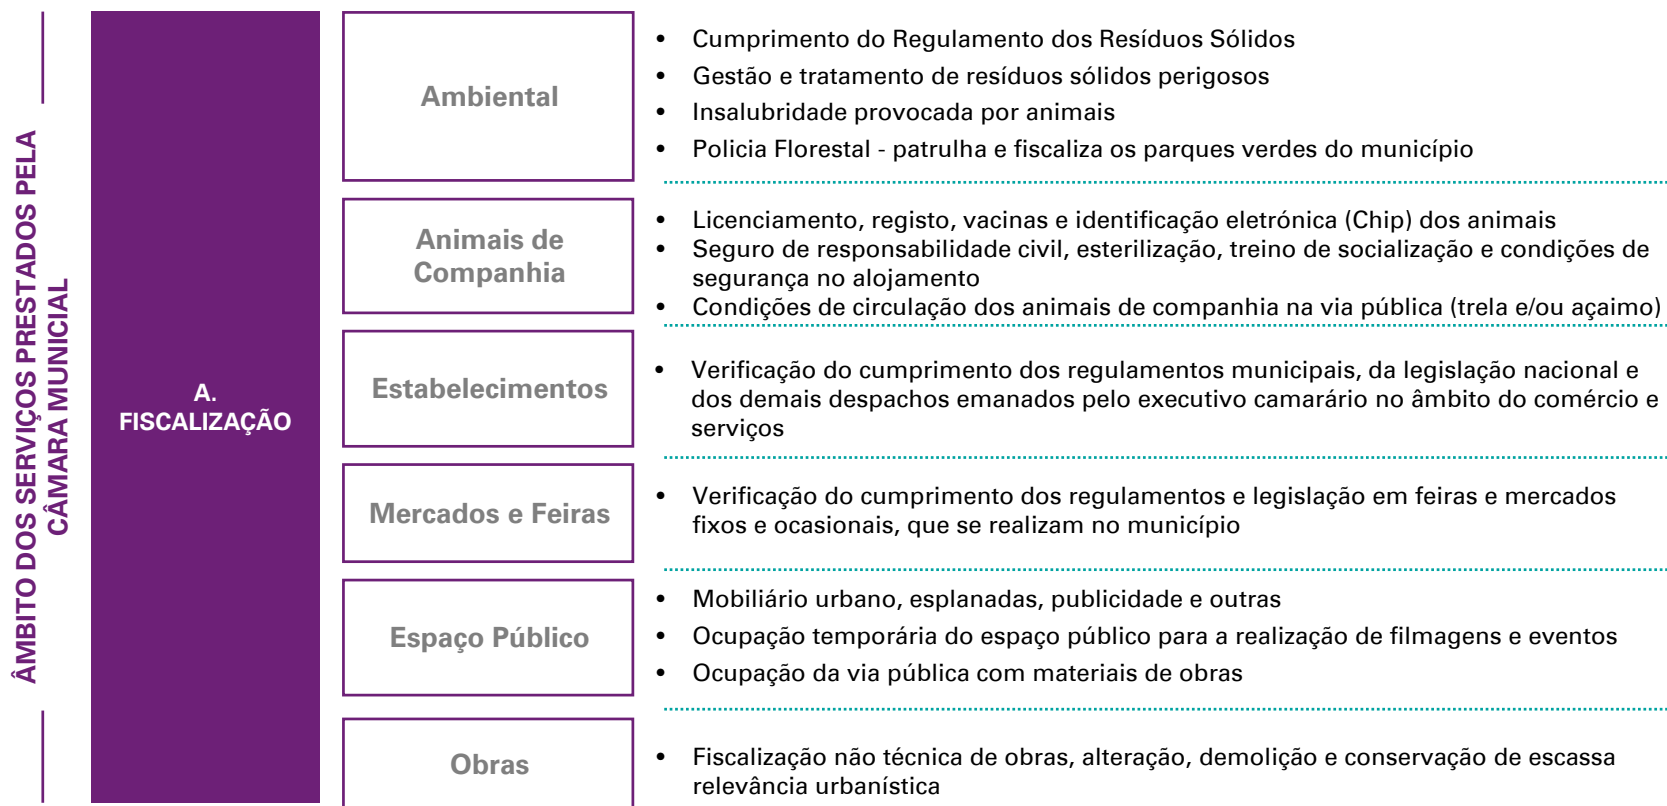 ÂMBITO DOS SERVIÇOS PRESTADOS PELA
CÂMARA MUNICIAL
A.
FISCALIZAÇÃO
Ambiental
• Cumprimento do Regulamento dos Resíduos Sólidos
• Gestão e tratamento de resíduos sólidos perigosos
• Insalubridade provocada por animais
• Policia Florestal - patrulha e fiscaliza os parques verdes do município
Animais de
Companhia
• Licenciamento, registo, vacinas e identificação eletrónica (Chip) dos animais
• Seguro de responsabilidade civil, esterilização, treino de socialização e condições de
segurança no alojamento
• Condições de circulação dos animais de companhia na via pública (trela e/ou açaimo)
Estabelecimentos
• Verificação do cumprimento dos regulamentos municipais, da legislação nacional e
dos demais despachos emanados pelo executivo camarário no âmbito do comércio e
serviços
Mercados e Feiras
• Verificação do cumprimento dos regulamentos e legislação em feiras e mercados
fixos e ocasionais, que se realizam no município
Espaço Público
• Mobiliário urbano, esplanadas, publicidade e outras
• Ocupação temporária do espaço público para a realização de filmagens e eventos
• Ocupação da via pública com materiais de obras
Obras
• Fiscalização não técnica de obras, alteração, demolição e conservação de escassa
relevância urbanística